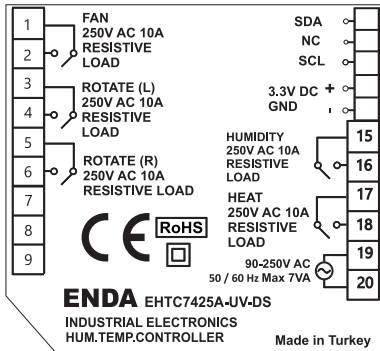 1
2
3
4
5
6
7
8
9
FAN
250V AC 10A
RESISTIVE
LOAD
ROTATE (L)
250V AC 10A
RESISTIVE
LOAD
ROTATE (R)
250V AC 10A
RESISTIVE LOAD
SDA
NC
SCL
3.3V DC +
GND -
HUMIDITY
250V AC 10A
RESISTIVE
LOAD
HEAT
250V AC 10A
RESISTIVE
LOAD
90-250V AC
50 / 60 Hz Max 7VA
15
16
17
18
19
20
CE
RoHS
ENDA EHTC7425A-UV-DS
INDUSTRIAL ELECTRONICS
HUM.TEMP.CONTROLLER
Made in Turkey